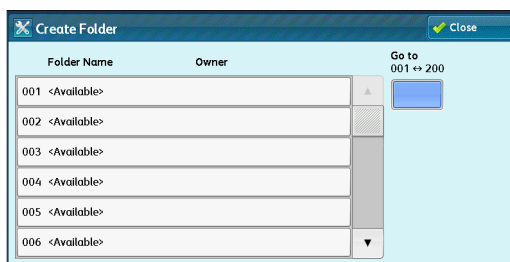 Create Folder
Close
Folder Name Owner
Go to
001 ↔ 200
001 <Available>
002 <Available>
003 <Available>
004 <Available>
005 <Available>
006 <Available>